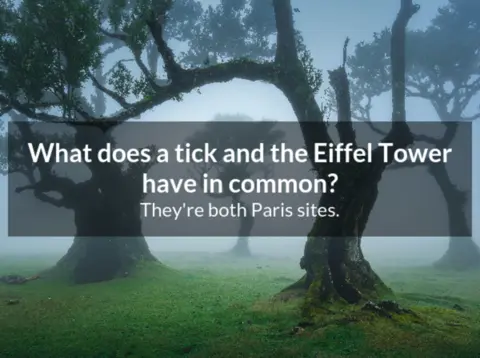 What does a tick and the Eiffel Tower
have in common?
They're both Paris sites.